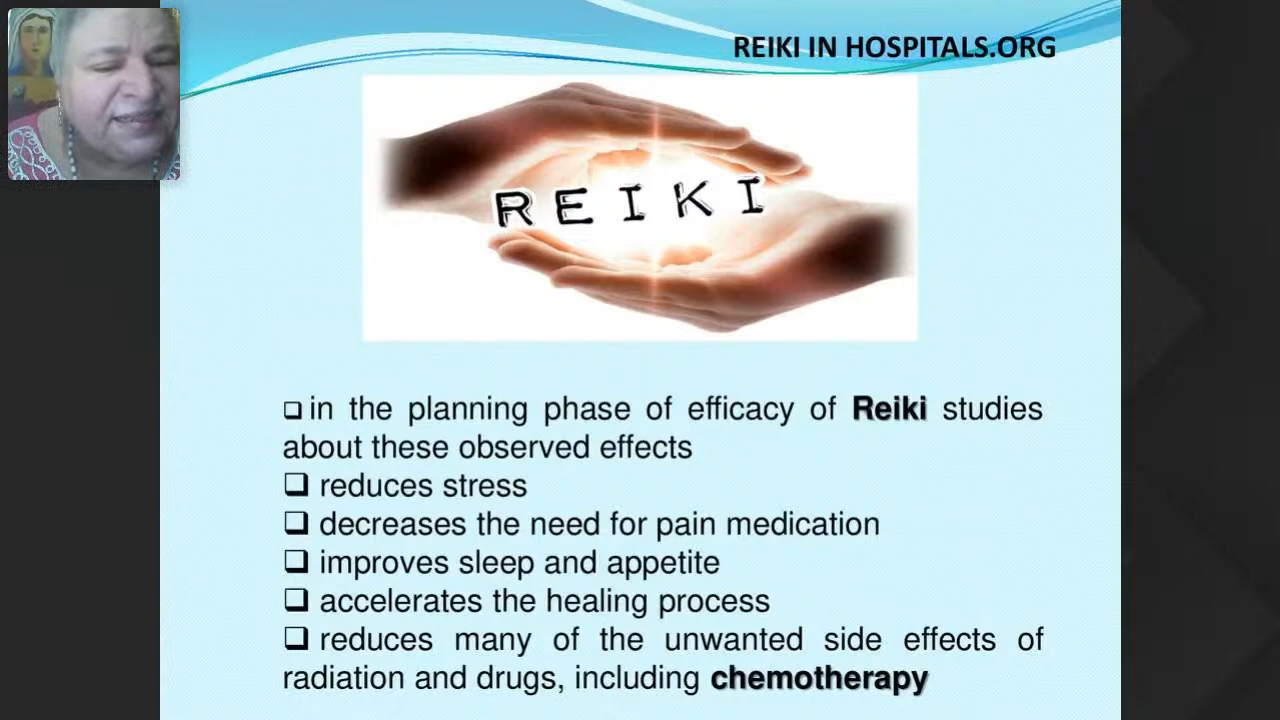 REIKI IN HOSPITALS.ORG
REIKI
in the planning phase of efficacy of Reiki studies
about these observed effects
reduces stress
decreases the need for pain medication
improves sleep and appetite
accelerates the healing process
reduces many of the unwanted side effects of
radiation and drugs, including chemotherapy